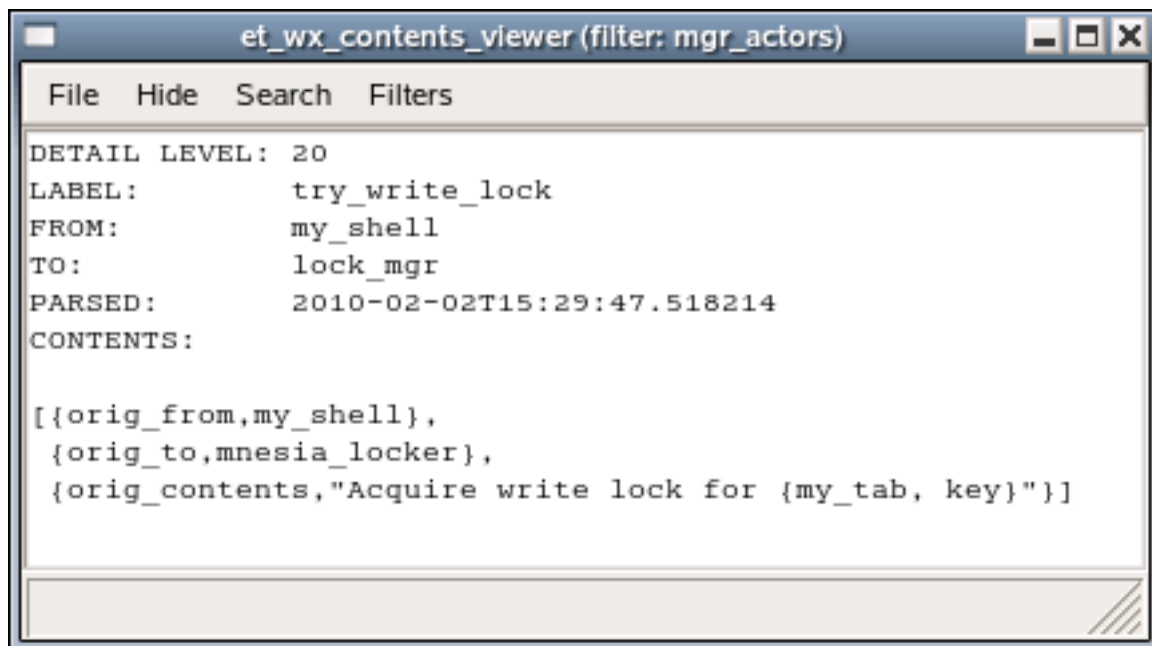 et_wx_contents_viewer (filter: mgr_actors)
File Hide Search Filters
DETAIL LEVEL: 20
LABEL: try_write_lock
FROM: my_shell
TO: lock_mgr
PARSED: 2010-02-02T15:29:47.518214
CONTENTS:
[{orig_from,my_shell},
{orig_to,mnesia_locker},
{orig_contents,"Acquire write lock for {my_tab, key}"}]